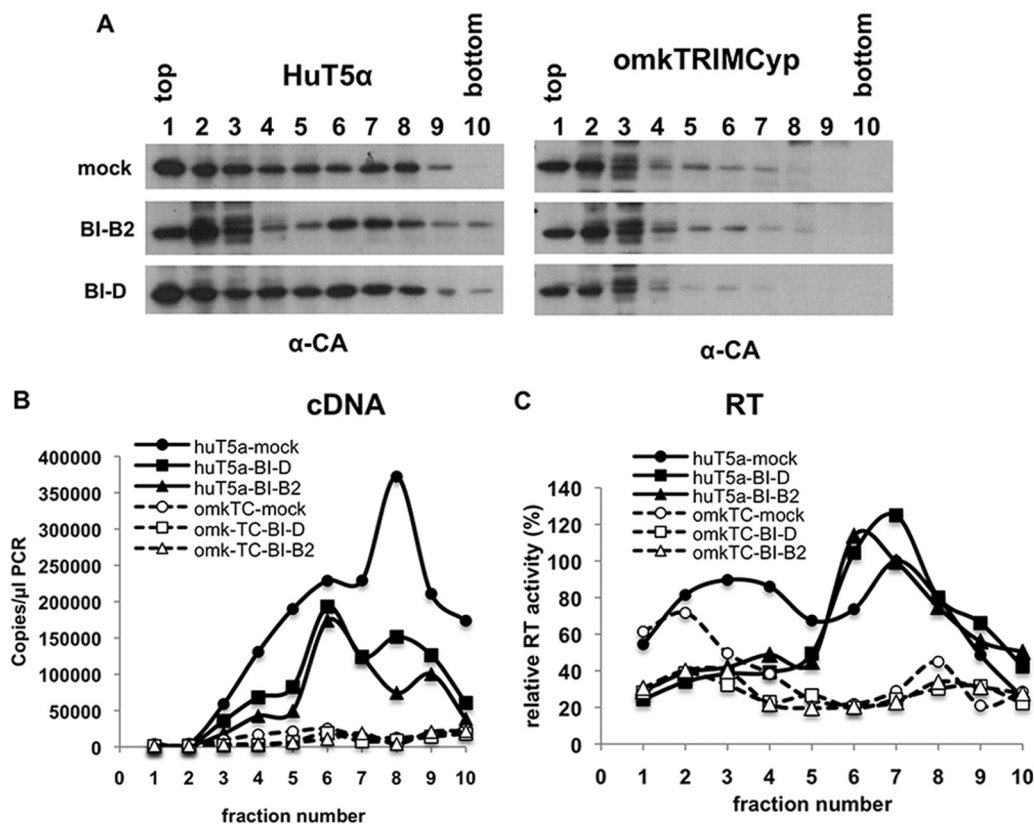 A
HuT5α
omkTRIMCyp
top
bottom
top
bottom
1 2 3 4 5 6 7 8 9 10
1 2 3 4 5 6 7 8 9 10
mock
BI-B2
BI-D
α-CA
α-CA
B
cDNA
huT5a-mock
huT5a-BI-D
huT5a-BI-B2
omkTC-mock
omk-TC-BI-D
omk-TC-BI-B2
Copies/µl PCR
400000
350000
300000
250000
200000
150000
100000
50000
0
0 1 2 3 4 5 6 7 8 9 10
fraction number
C
RT
huT5a-mock
huT5a-BI-D
huT5a-BI-B2
omkTC-mock
omkTC-BI-D
omkTC-BI-B2
relative RT activity (%)
140
120
100
80
60
40
20
0
0 1 2 3 4 5 6 7 8 9 10
fraction number